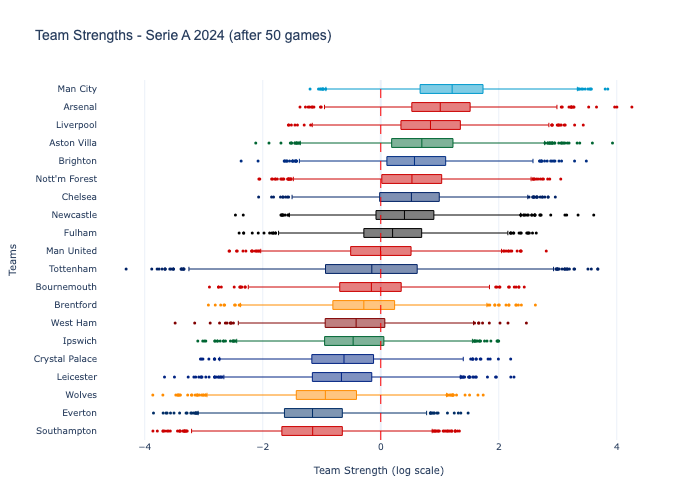 Team Strengths - Serie A 2024 (after 50 games)
Man City
Arsenal
Liverpool
Aston Villa
Brighton
Nott'm Forest
Chelsea
Newcastle
Fulham
Man United
Tottenham
Bournemouth
Brentford
West Ham
Ipswich
Crystal Palace
Leicester
Wolves
Everton
Southampton
Teams
−4 −2 0 2 4
Team Strength (log scale)